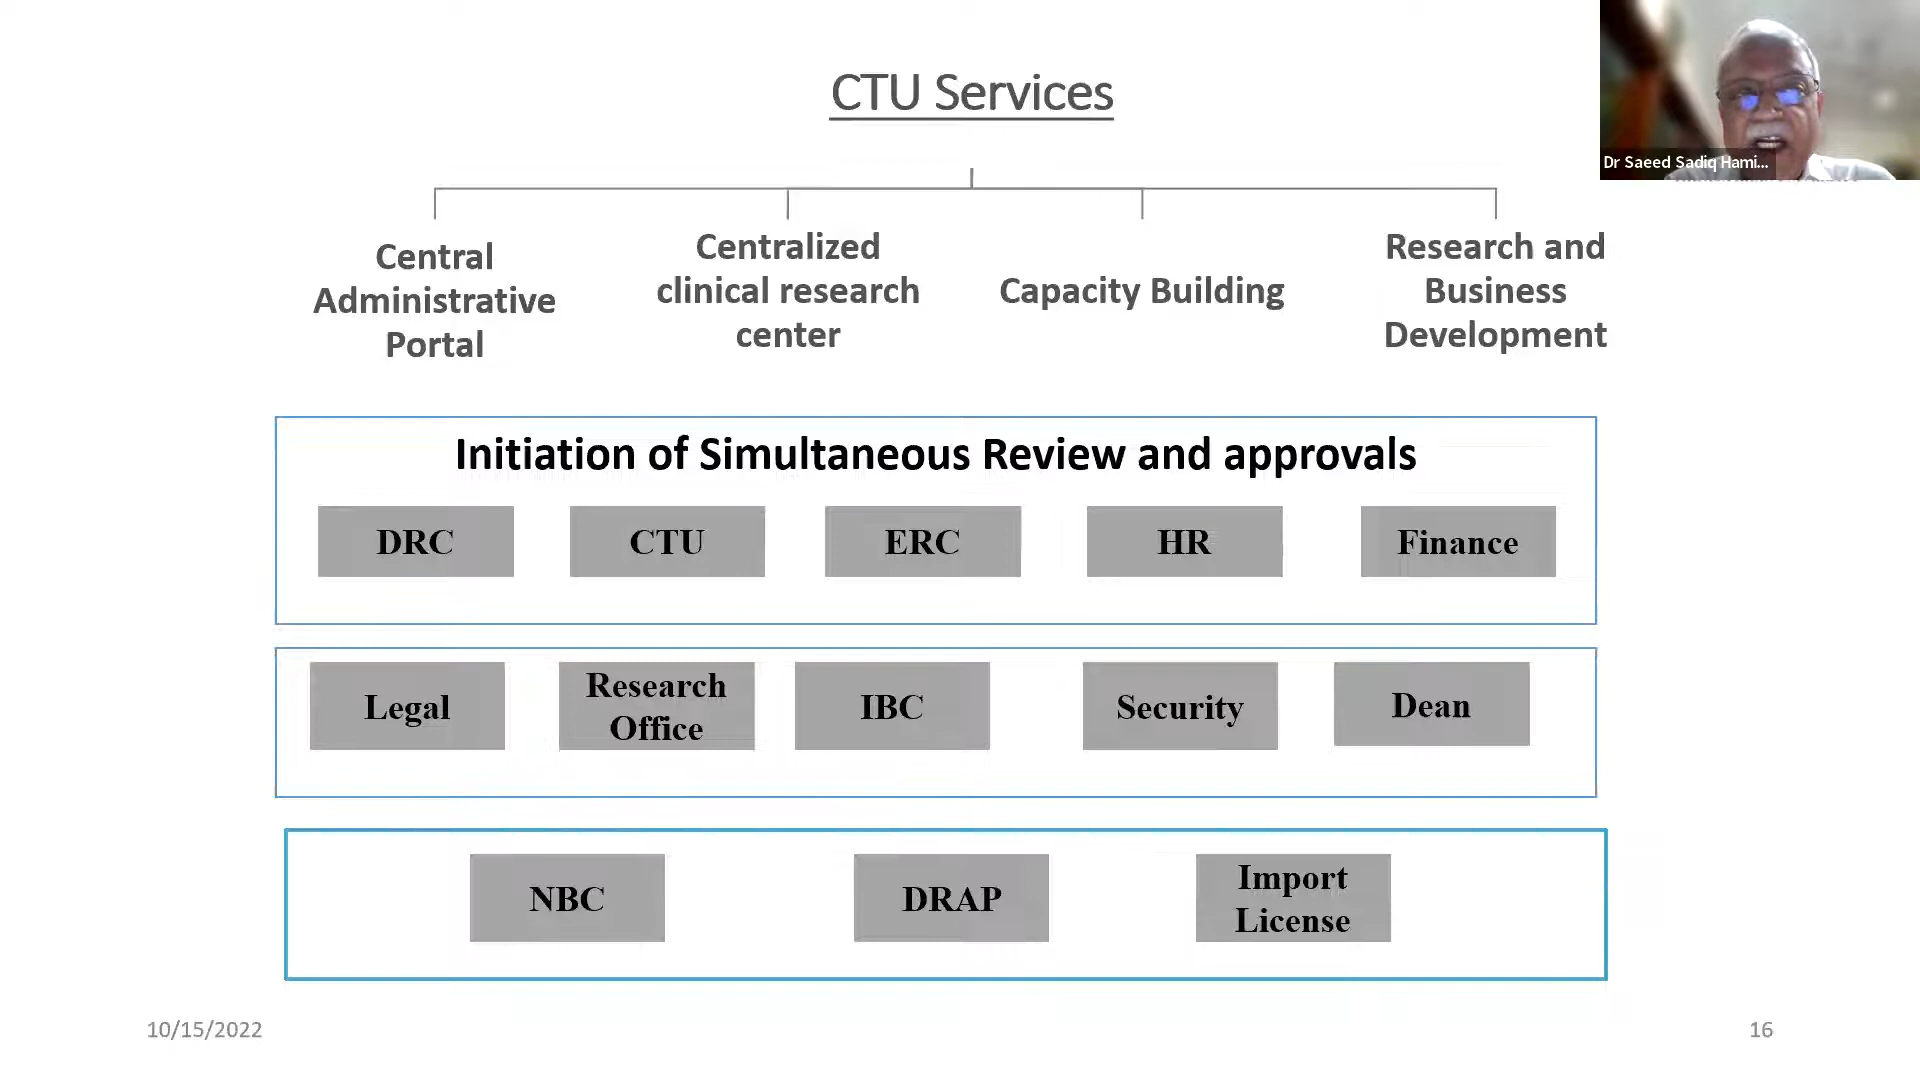 CTU Services
Dr Saeed Sadiq Hami...
Central
Administrative
Portal
Centralized
clinical research
center
Capacity Building
Research and
Business
Development
Initiation of Simultaneous Review and approvals
DRC
CTU
ERC
HR
Finance
Legal
Research
Office
IBC
Security
Dean
NBC
DRAP
Import
License
10/15/2022
16